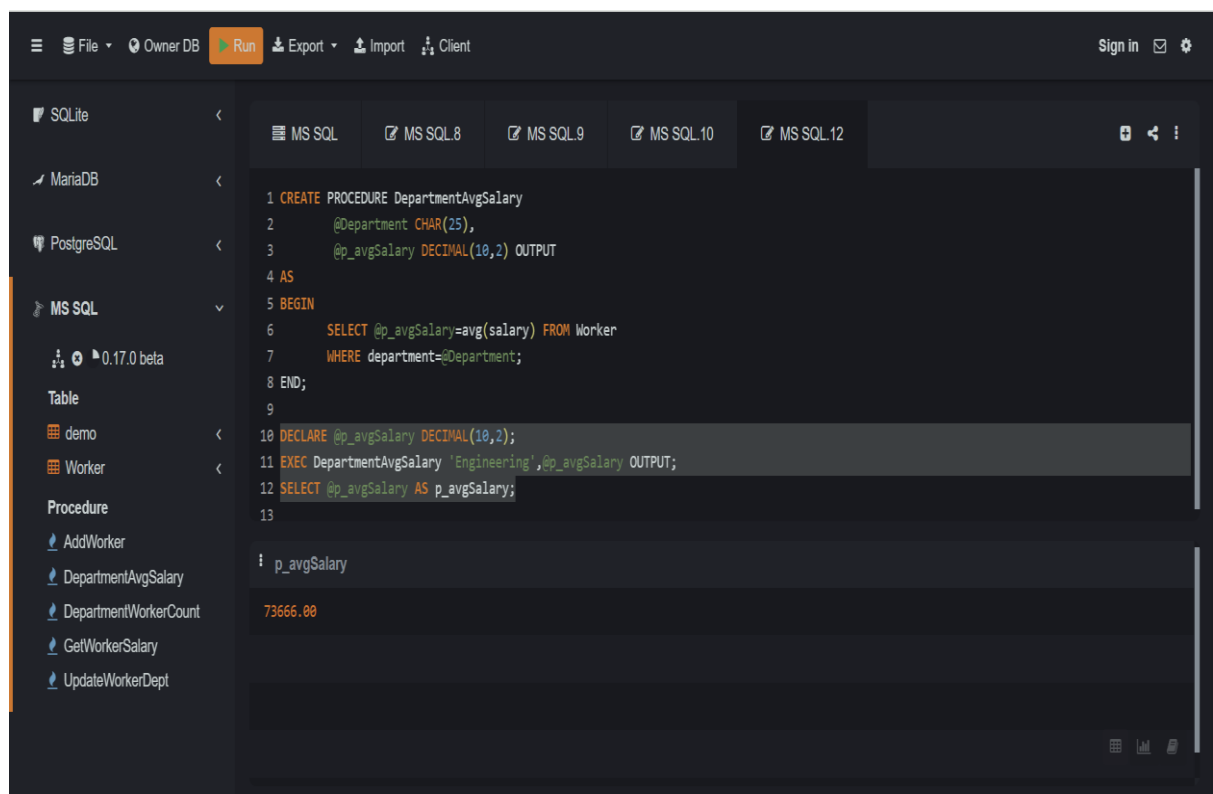 File Owner DB Run Export Import Client Sign in
SQLite
MariaDB
PostgreSQL
MS SQL
0.17.0 beta
Table
demo
Worker
Procedure
AddWorker
DepartmentAvgSalary
DepartmentWorkerCount
GetWorkerSalary
UpdateWorkerDept
MS SQL MS SQL.8 MS SQL.9 MS SQL.10 MS SQL.12
1 CREATE PROCEDURE DepartmentAvgSalary
2 @Department CHAR(25),
3 @p_avgSalary DECIMAL(10,2) OUTPUT
4 AS
5 BEGIN
6 SELECT @p_avgSalary=avg(salary) FROM Worker
7 WHERE department=@Department;
8 END;
9
10 DECLARE @p_avgSalary DECIMAL(10,2);
11 EXEC DepartmentAvgSalary 'Engineering',@p_avgSalary OUTPUT;
12 SELECT @p_avgSalary AS p_avgSalary;
13
p_avgSalary
73666.00